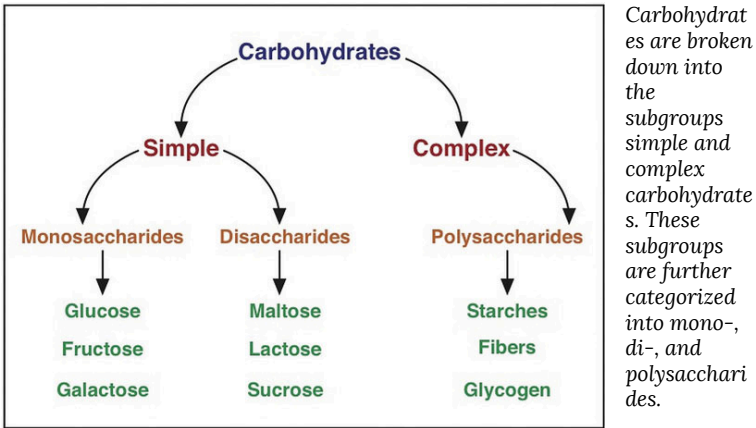 Carbohydrates
Simple
Complex
Monosaccharides
Disaccharides
Polysaccharides
Glucose
Maltose
Starches
Fructose
Lactose
Fibers
Galactose
Sucrose
Glycogen
Carbohydrat
es are broken
down into
the
subgroups
simple and
complex
carbohydrate
s. These
subgroups
are further
categorized
into mono-,
di-, and
polysacchari
des.